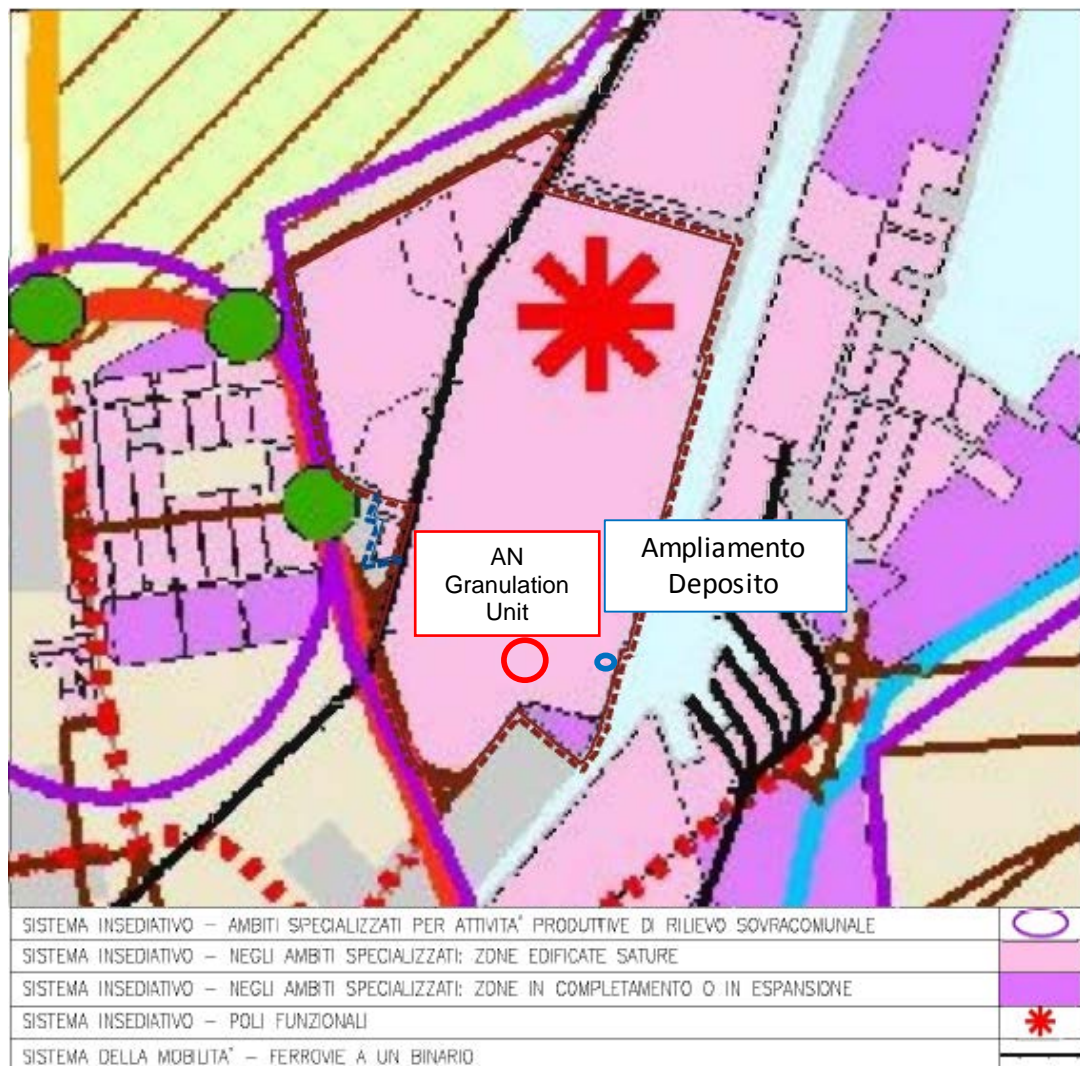 AN
Granulation
Unit
Ampliamento
Deposito
SISTEMA INSEDIATIVO – AMBITI SPECIALIZZATI PER ATTIVITA' PRODUTTIVE DI RILIEVO SOVRACOMUNALE
SISTEMA INSEDIATIVO – NEGLI AMBITI SPECIALIZZATI: ZONE EDIFICATE SATURE
SISTEMA INSEDIATIVO – NEGLI AMBITI SPECIALIZZATI: ZONE IN COMPLETAMENTO O IN ESPANSIONE
SISTEMA INSEDIATIVO – POLI FUNZIONALI
SISTEMA DELLA MOBILITA' – FERROVIE A UN BINARIO